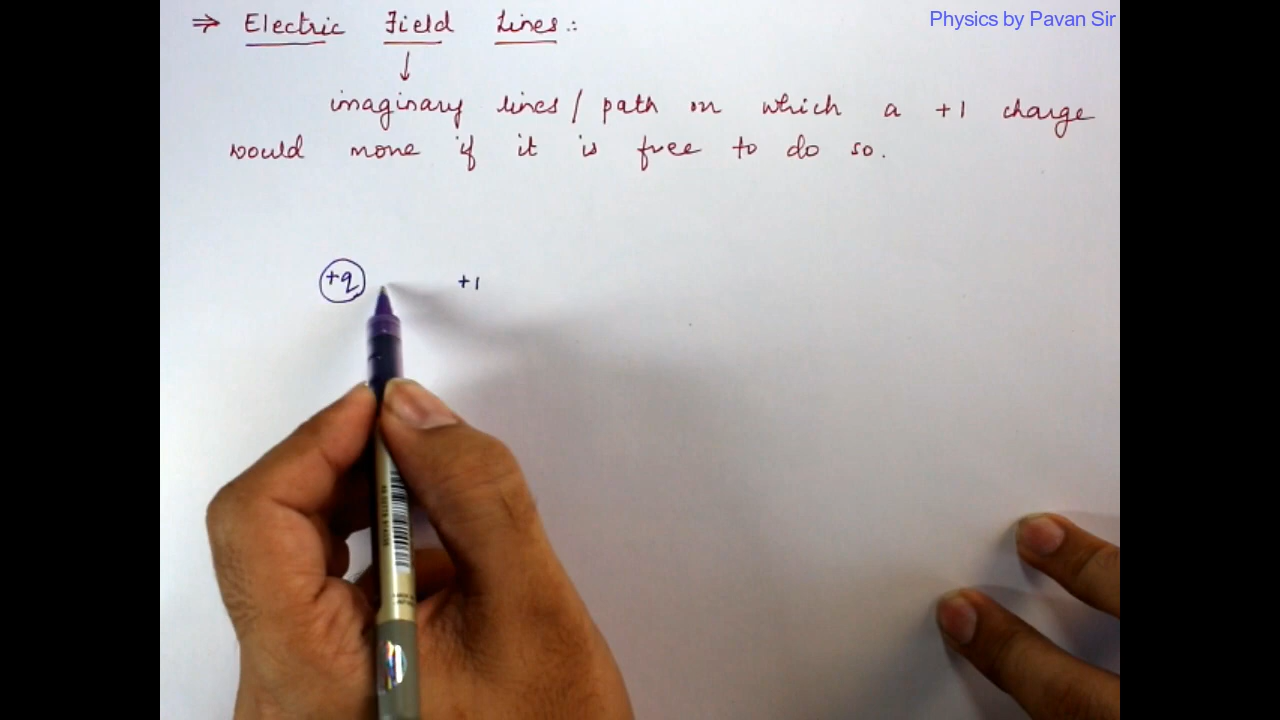 ⇒ Electric Field Lines :.
Physics by Pavan Sir
↓
imaginary lines / path on which a +1 charge
would move if it is free to do so.
+q +1